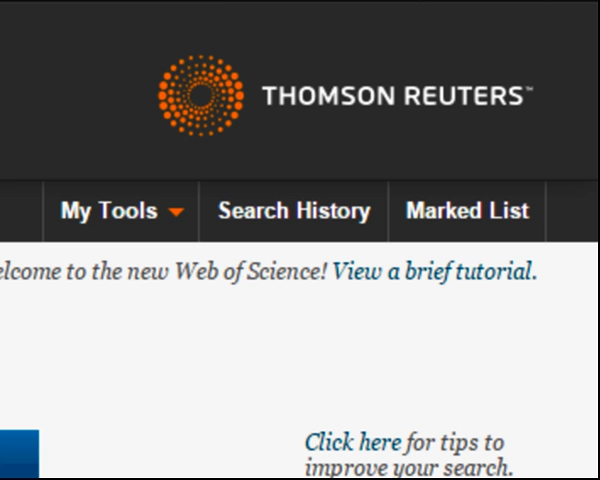 THOMSON REUTERS™
My Tools Search History Marked List
elcome to the new Web of Science! View a brief tutorial.
Click here for tips to
improve your search.